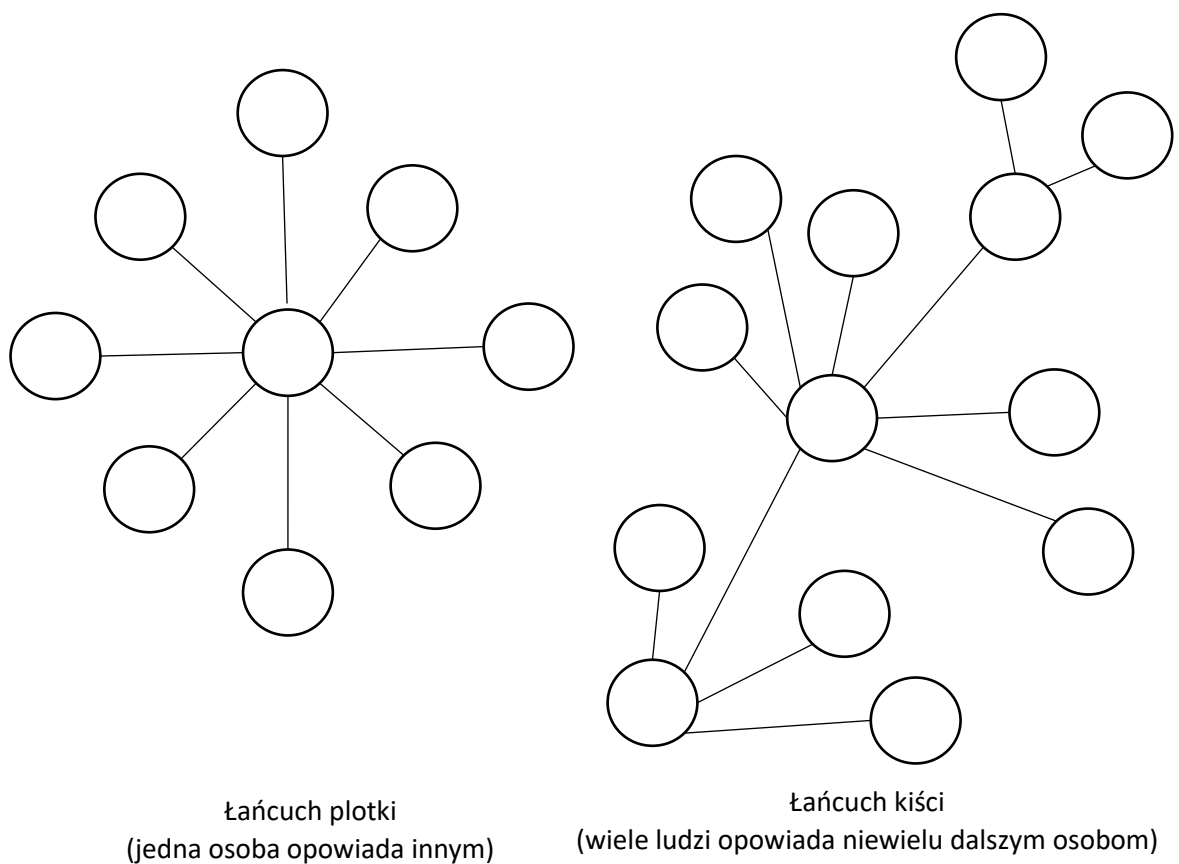 Łańcuch plotki
(jedna osoba opowiada innym)
Łańcuch kiści
(wiele ludzi opowiada niewielu dalszym osobom)